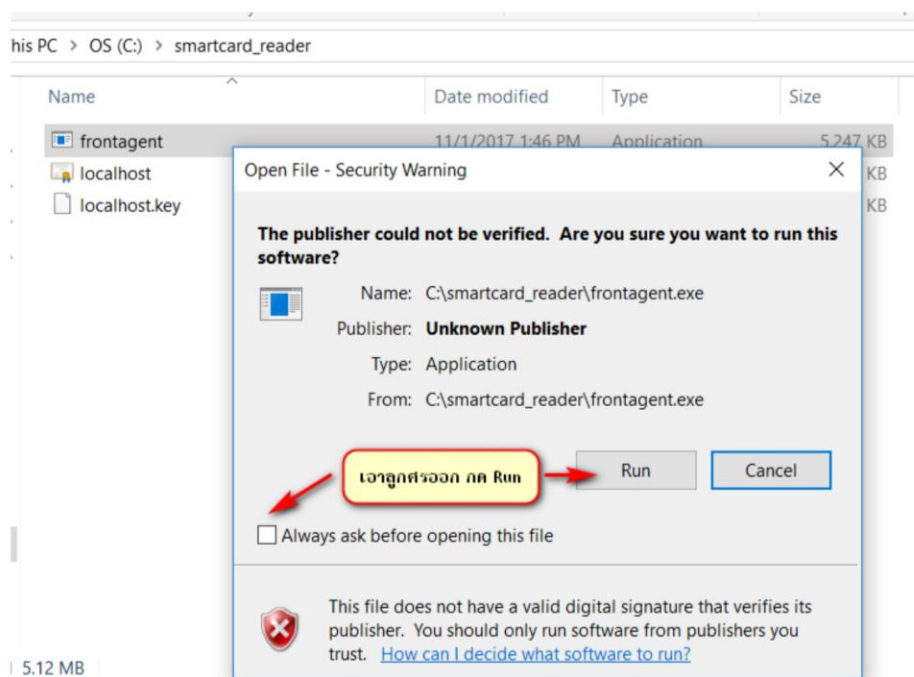 his PC > OS (C:) > smartcard_reader
Name Date modified Type Size
frontagent 11/1/2017 1:46 PM Application 5,247 KB
localhost KB
localhost.key KB
Open File - Security Warning
The publisher could not be verified. Are you sure you want to run this
software?
Name: C:\smartcard_reader\frontagent.exe
Publisher: Unknown Publisher
Type: Application
From: C:\smartcard_reader\frontagent.exe
เอาลูกศรออก กด Run
Run Cancel
Always ask before opening this file
This file does not have a valid digital signature that verifies its
publisher. You should only run software from publishers you
trust. How can I decide what software to run?
5.12 MB